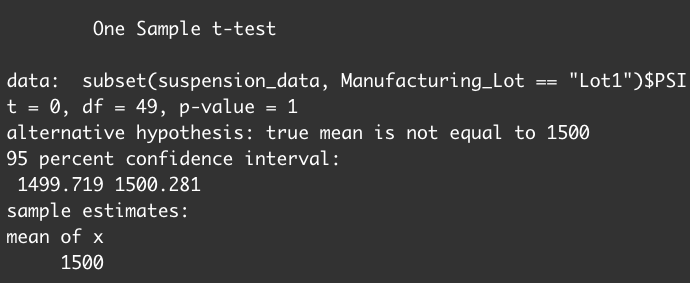 One Sample t-test
data:  subset(suspension_data, Manufacturing_Lot == "Lot1")$PSI
t = 0, df = 49, p-value = 1
alternative hypothesis: true mean is not equal to 1500
95 percent confidence interval:
1499.719 1500.281
sample estimates:
mean of x
1500